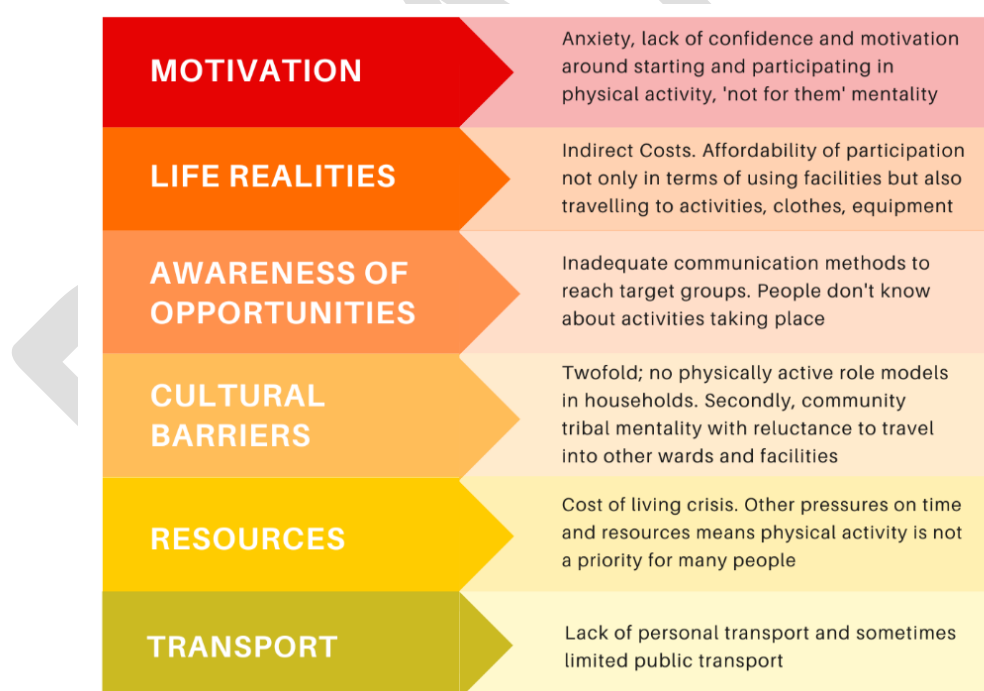 MOTIVATION
Anxiety, lack of confidence and motivation
around starting and participating in
physical activity, 'not for them' mentality
LIFE REALITIES
Indirect Costs. Affordability of participation
not only in terms of using facilities but also
travelling to activities, clothes, equipment
AWARENESS OF
OPPORTUNITIES
Inadequate communication methods to
reach target groups. People don't know
about activities taking place
CULTURAL
BARRIERS
Twofold; no physically active role models
in households. Secondly, community
tribal mentality with reluctance to travel
into other wards and facilities
RESOURCES
Cost of living crisis. Other pressures on time
and resources means physical activity is not
a priority for many people
TRANSPORT
Lack of personal transport and sometimes
limited public transport